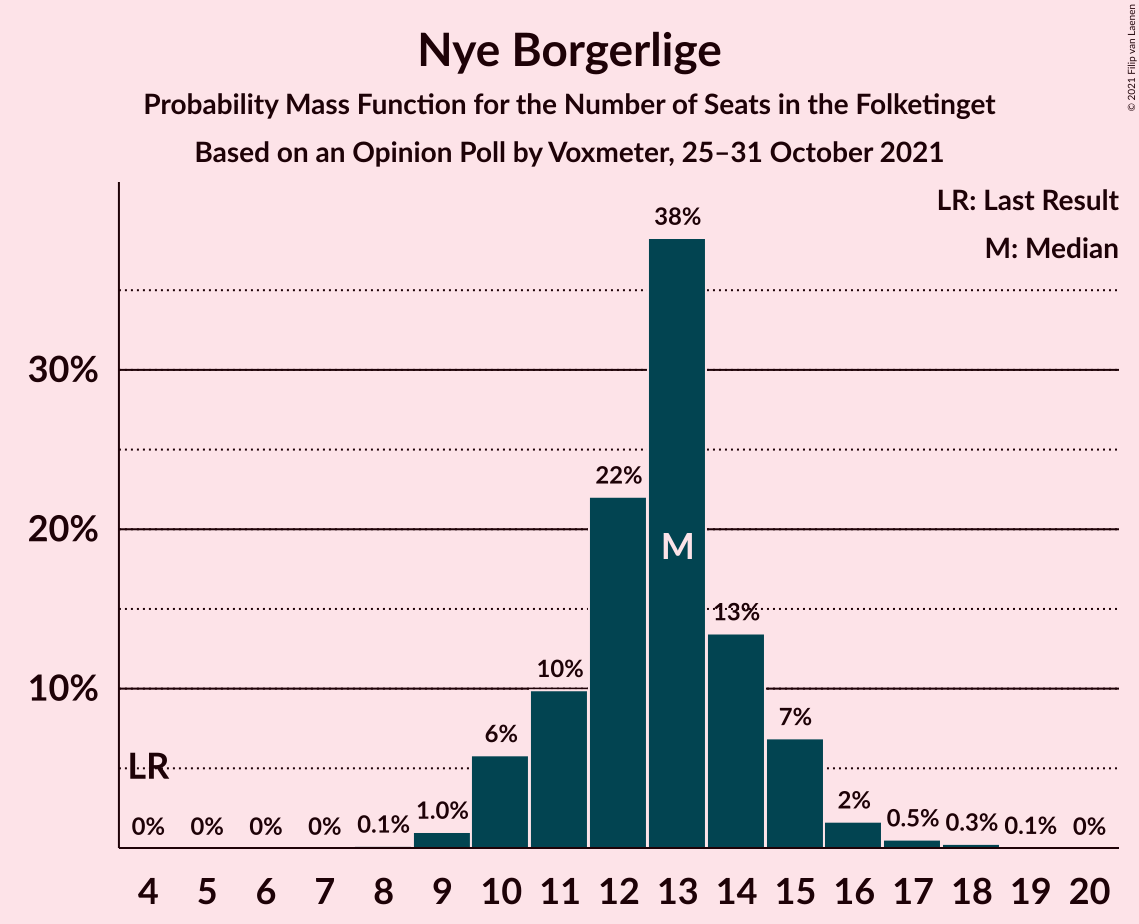 Nye Borgerlige
Probability Mass Function for the Number of Seats in the Folketinget
Based on an Opinion Poll by Voxmeter, 25–31 October 2021
© 2021 Filip van Laenen
LR: Last Result
M: Median
30%
20%
10%
0%
0%
0%
0%
0.1%
1.0%
6%
10%
22%
38%
13%
7%
2%
0.5%
0.3%
0.1%
0%
LR
M
4 5 6 7 8 9 10 11 12 13 14 15 16 17 18 19 20